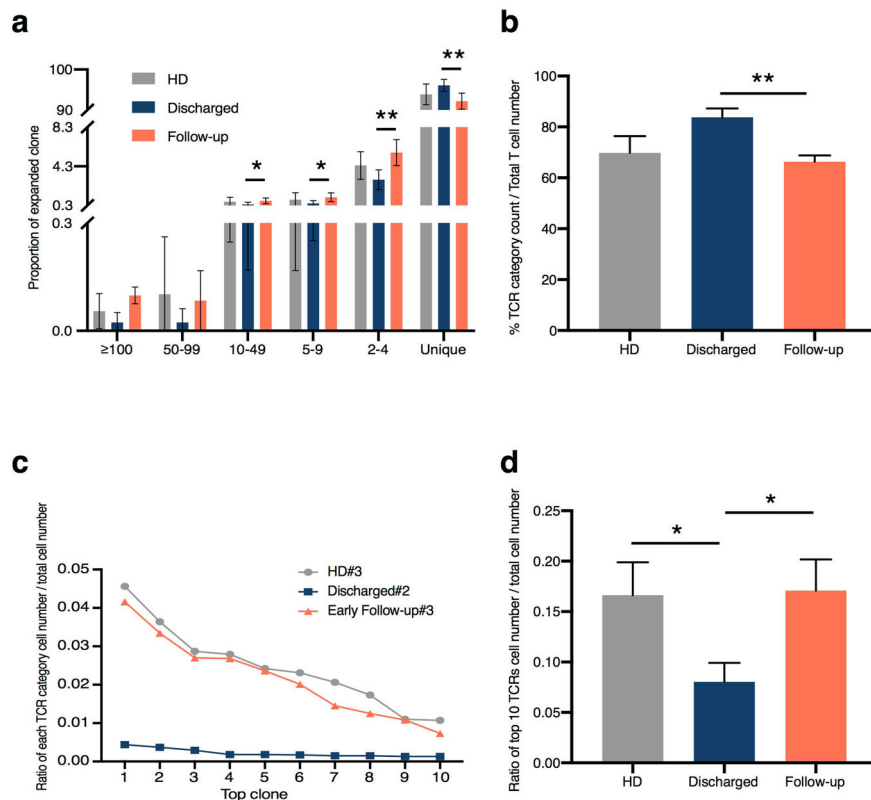 a
Proportion of expanded clone
100
90
8.3
4.3
0.3
0.3
0.0
HD
Discharged
Follow-up
*
*
**
**
≥100 50-99 10-49 5-9 2-4 Unique
b
% TCR category count / Total T cell number
100
80
60
40
20
0
**
HD Discharged Follow-up
c
Ratio of each TCR category cell number / total cell number
0.05
0.04
0.03
0.02
0.01
0.00
HD#3
Discharged#2
Early Follow-up#3
1 2 3 4 5 6 7 8 9 10
Top clone
d
Ratio of top 10 TCRs cell number / total cell number
0.25
0.20
0.15
0.10
0.05
0.00
*
*
HD Discharged Follow-up